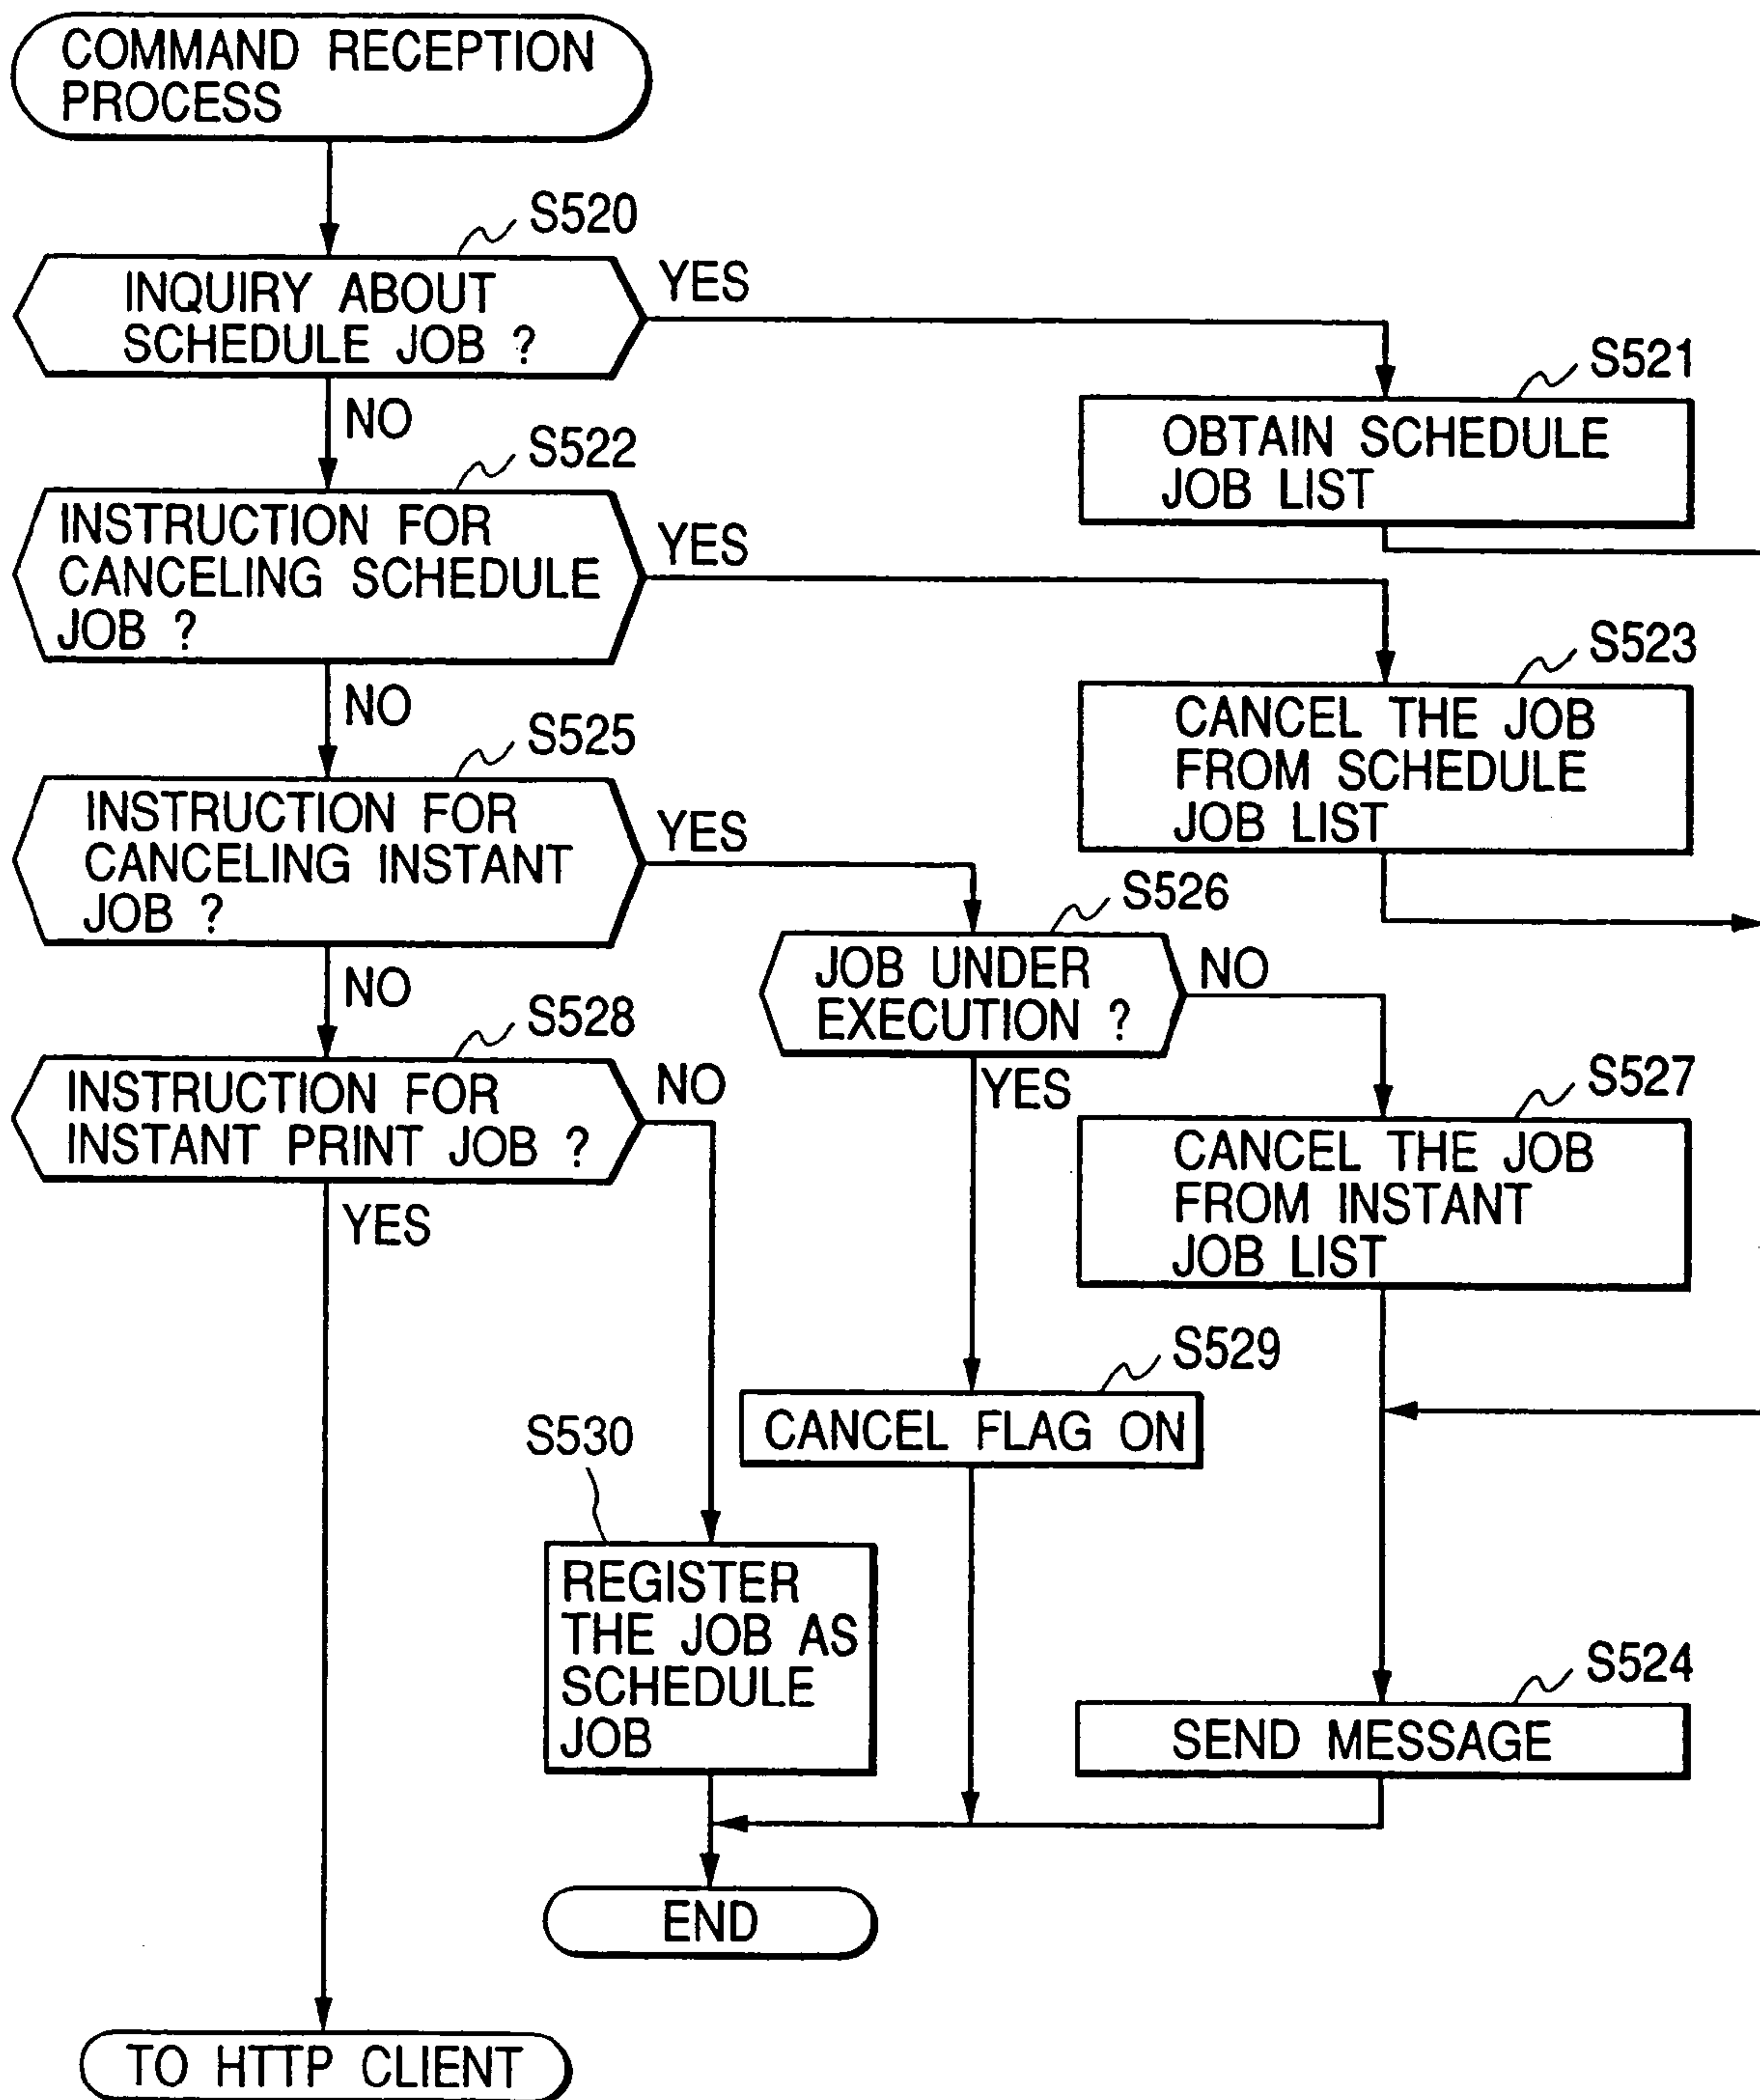 COMMAND RECEPTION
PROCESS
S520
INQUIRY ABOUT
SCHEDULE JOB ?
YES
NO
S521
OBTAIN SCHEDULE
JOB LIST
S522
INSTRUCTION FOR
CANCELING SCHEDULE
JOB ?
YES
NO
S523
CANCEL THE JOB
FROM SCHEDULE
JOB LIST
S525
INSTRUCTION FOR
CANCELING INSTANT
JOB ?
YES
NO
S526
JOB UNDER
EXECUTION ?
NO
YES
S527
CANCEL THE JOB
FROM INSTANT
JOB LIST
S528
INSTRUCTION FOR
INSTANT PRINT JOB ?
NO
YES
S529
CANCEL FLAG ON
S530
REGISTER
THE JOB AS
SCHEDULE
JOB
S524
SEND MESSAGE
END
TO HTTP CLIENT